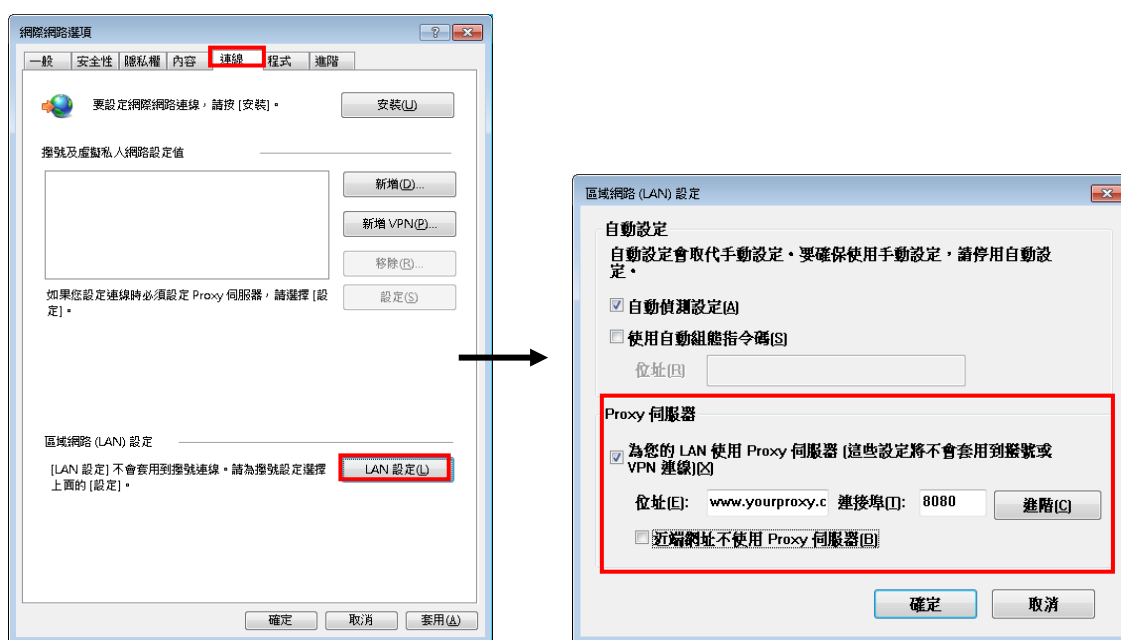 網際網路選項
一般 安全性 隱私權 內容 連線 程式 進階
要設定網際網路連線，請按 [安裝]。
安裝(U)
撥號及虛擬私人網路設定值
新增(D)...
新增 VPN(P)...
移除(R)...
設定(S)
如果您設定連線時必須設定 Proxy 伺服器，請選擇 [設
定]。
區域網路 (LAN) 設定
[LAN 設定] 不會套用到撥號連線。請為撥號設定選擇
上面的 [設定]。
LAN 設定(L)
確定 取消 套用(A)
區域網路 (LAN) 設定
自動設定
自動設定會取代手動設定。要確保使用手動設定，請停用自動設
定。
自動偵測設定(A)
使用自動組態指令碼(S)
位址(R)
Proxy 伺服器
為您的 LAN 使用 Proxy 伺服器 (這些設定將不會套用到撥號或
VPN 連線)(X)
位址(E): www.yourproxy.c 連接埠(T): 8080 進階(C)
近端網址不使用 Proxy 伺服器(B)
確定 取消